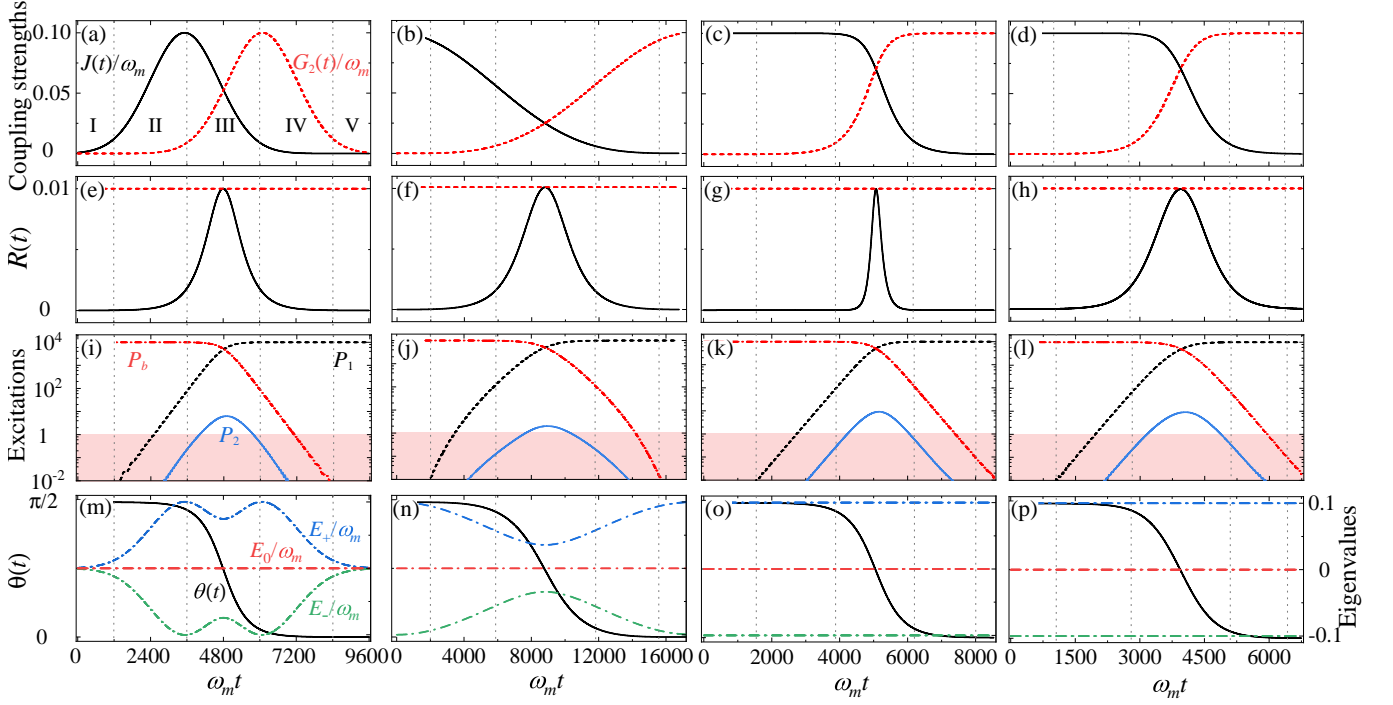 Coupling strengths
0.10
0.05
0
(a)
J(t)/ωm
G2(t)/ωm
I II III IV V
(b)
(c)
(d)
R(t)
0.01
0
(e)
(f)
(g)
(h)
Excitations
10^4
10^2
1
10^-2
(i)
Pb
P1
P2
(j)
(k)
(l)
θ(t)
π/2
0
(m)
E+/ωm
E0/ωm
θ(t)
E-/ωm
(n)
(o)
(p)
0.1
0
-0.1
Eigenvalues
0 2400 4800 7200 9600
4000 8000 12000 16000
0 2000 4000 6000 8000
0 1500 3000 4500 6000
ωmt
ωmt
ωmt
ωmt